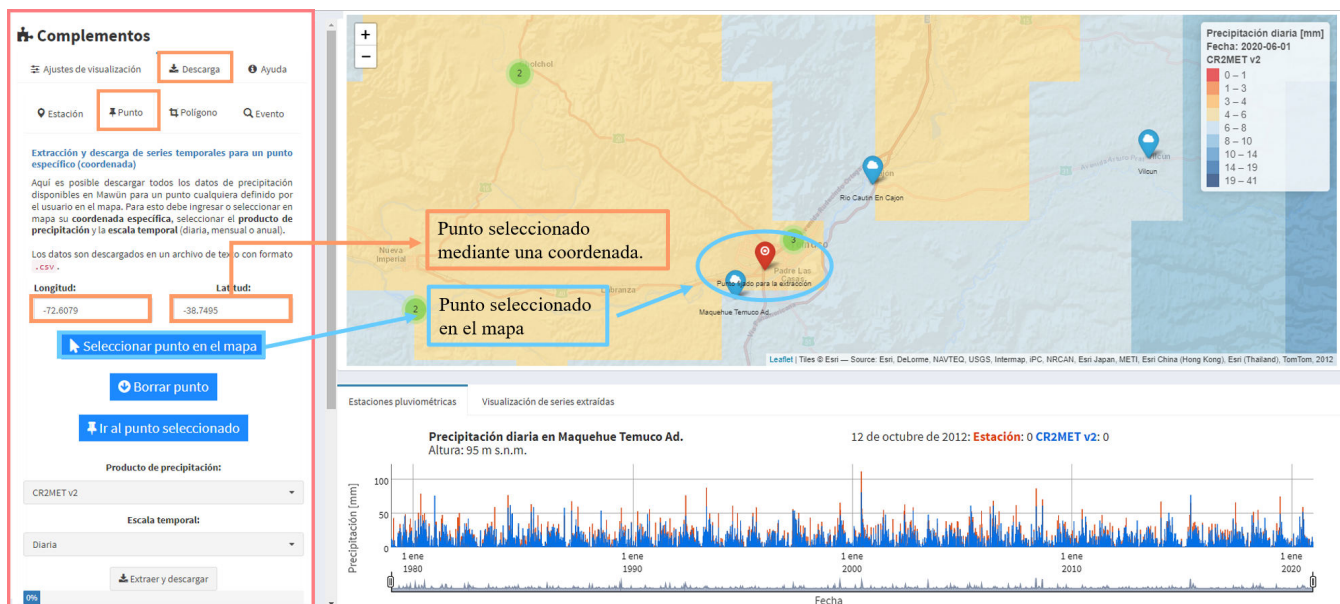 Complementos
Ajustes de visualización
Descarga
Ayuda
Estación
Punto
Polígono
Evento
Extracción y descarga de series temporales para un punto
específico (coordenada)
Aquí es posible descargar todos los datos de precipitación
disponibles en Mawün para un punto cualquiera definido por
el usuario en el mapa. Para esto debe ingresar o seleccionar en
mapa su coordenada específica, seleccionar el producto de
precipitación y la escala temporal (diaria, mensual o anual).
Los datos son descargados en un archivo de texto con formato
.csv.
Longitud:
Latitud:
-72.6079
-38.7495
Seleccionar punto en el mapa
Borrar punto
Ir al punto seleccionado
Producto de precipitación:
CR2MET v2
Escala temporal:
Diaria
Extraer y descargar
0%
+
−
2
Precipitación diaria [mm]
Fecha: 2020-06-01
CR2MET v2
0 – 1
1 – 3
3 – 4
4 – 6
6 – 8
8 – 10
10 – 14
14 – 19
19 – 41
Vilcun
Rio Cautin En Cajon
Punto seleccionado
mediante una coordenada.
Nueva
Imperial
3
Padre Las
Casas
Labranza
Punto fijado para la extracción
Maquehue Temuco Ad.
2
Punto seleccionado
en el mapa
Leaflet | Tiles © Esri — Source: Esri, DeLorme, NAVTEQ, USGS, Intermap, iPC, NRCAN, Esri Japan, METI, Esri China (Hong Kong), Esri (Thailand), TomTom, 2012
Estaciones pluviométricas
Visualización de series extraídas
Precipitación diaria en Maquehue Temuco Ad.
Altura: 95 m s.n.m.
12 de octubre de 2012: Estación: 0 CR2MET v2: 0
Precipitación [mm]
100
50
0
1 ene
1980
1 ene
1990
1 ene
2000
1 ene
2010
1 ene
2020
Fecha